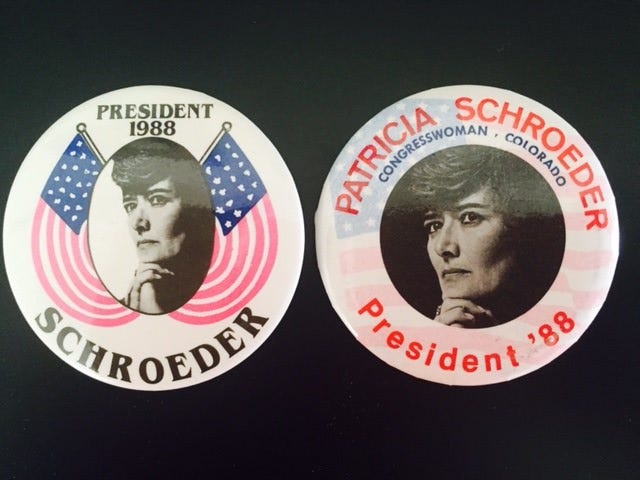 PRESIDENT
1988
SCHROEDER
PATRICIA SCHROEDER
CONGRESSWOMAN , COLORADO
President '88